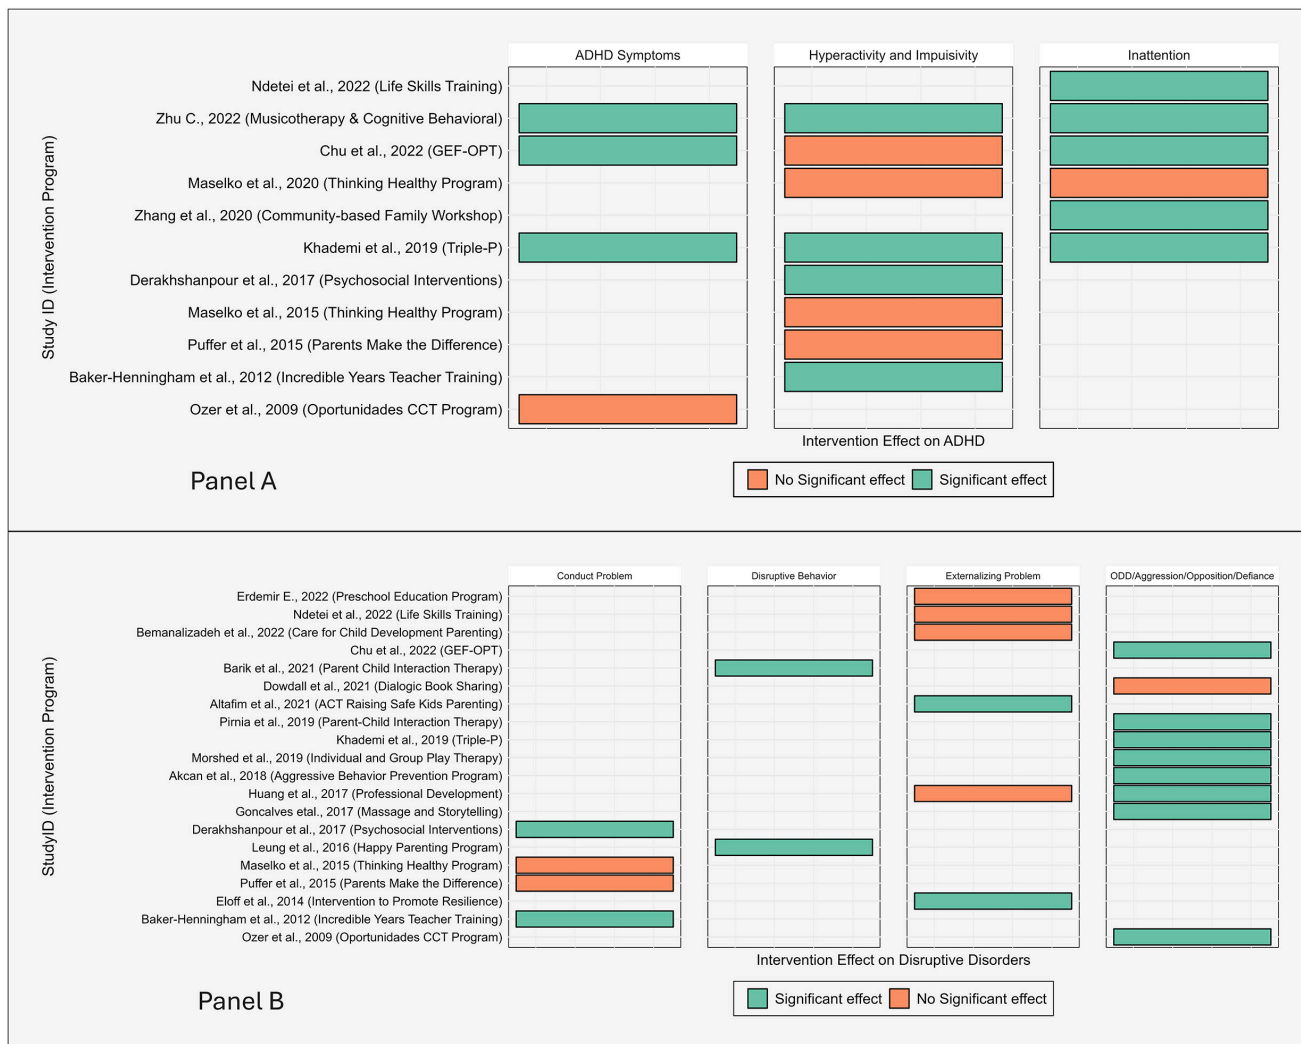 ADHD Symptoms
Hyperactivity and Impuisivity
Inattention
Study ID (Intervention Program)
Ndetei et al., 2022 (Life Skills Training)
Zhu C., 2022 (Musicotherapy & Cognitive Behavioral)
Chu et al., 2022 (GEF-OPT)
Maselko et al., 2020 (Thinking Healthy Program)
Zhang et al., 2020 (Community-based Family Workshop)
Khademi et al., 2019 (Triple-P)
Derakhshanpour et al., 2017 (Psychosocial Interventions)
Maselko et al., 2015 (Thinking Healthy Program)
Puffer et al., 2015 (Parents Make the Difference)
Baker-Henningham et al., 2012 (Incredible Years Teacher Training)
Ozer et al., 2009 (Oportunidades CCT Program)
Intervention Effect on ADHD
No Significant effect
Significant effect
Panel A
Conduct Problem
Disruptive Behavior
Externalizing Problem
ODD/Aggression/Opposition/Defiance
StudyID (Intervention Program)
Erdemir E., 2022 (Preschool Education Program)
Ndetei et al., 2022 (Life Skills Training)
Bemanalizadeh et al., 2022 (Care for Child Development Parenting)
Chu et al., 2022 (GEF-OPT)
Barik et al., 2021 (Parent Child Interaction Therapy)
Dowdall et al., 2021 (Dialogic Book Sharing)
Altafim et al., 2021 (ACT Raising Safe Kids Parenting)
Pirnia et al., 2019 (Parent-Child Interaction Therapy)
Khademi et al., 2019 (Triple-P)
Morshed et al., 2019 (Individual and Group Play Therapy)
Akcan et al., 2018 (Aggressive Behavior Prevention Program)
Huang et al., 2017 (Professional Development)
Goncalves etal., 2017 (Massage and Storytelling)
Derakhshanpour et al., 2017 (Psychosocial Interventions)
Leung et al., 2016 (Happy Parenting Program)
Maselko et al., 2015 (Thinking Healthy Program)
Puffer et al., 2015 (Parents Make the Difference)
Eloff et al., 2014 (Intervention to Promote Resilience)
Baker-Henningham et al., 2012 (Incredible Years Teacher Training)
Ozer et al., 2009 (Oportunidades CCT Program)
Intervention Effect on Disruptive Disorders
Significant effect
No Significant effect
Panel B